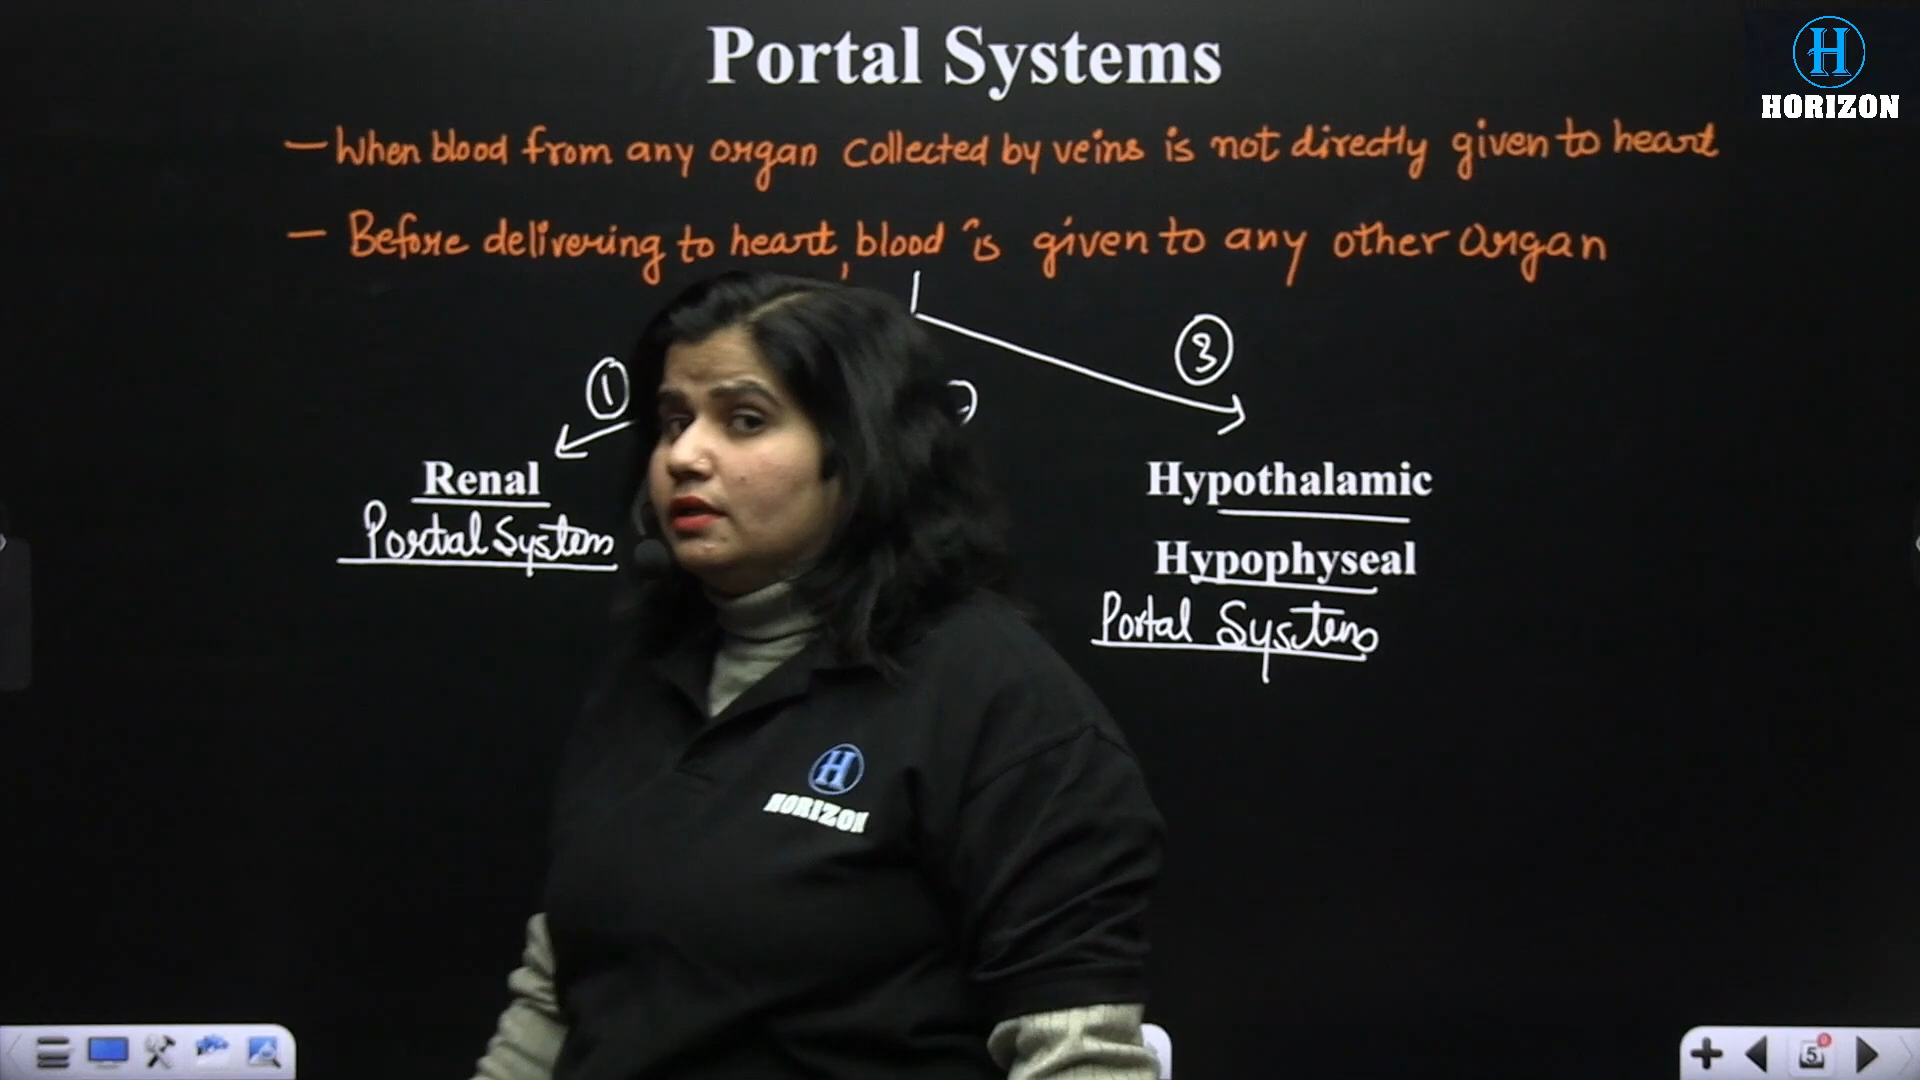 Portal Systems
H
HORIZON
— When blood from any organ collected by veins is not directly given to heart
— Before delivering to heart, blood is given to any other organ
1
3
Renal
Portal System
Hypothalamic
Hypophyseal
Portal System
H
HORIZON
5
0